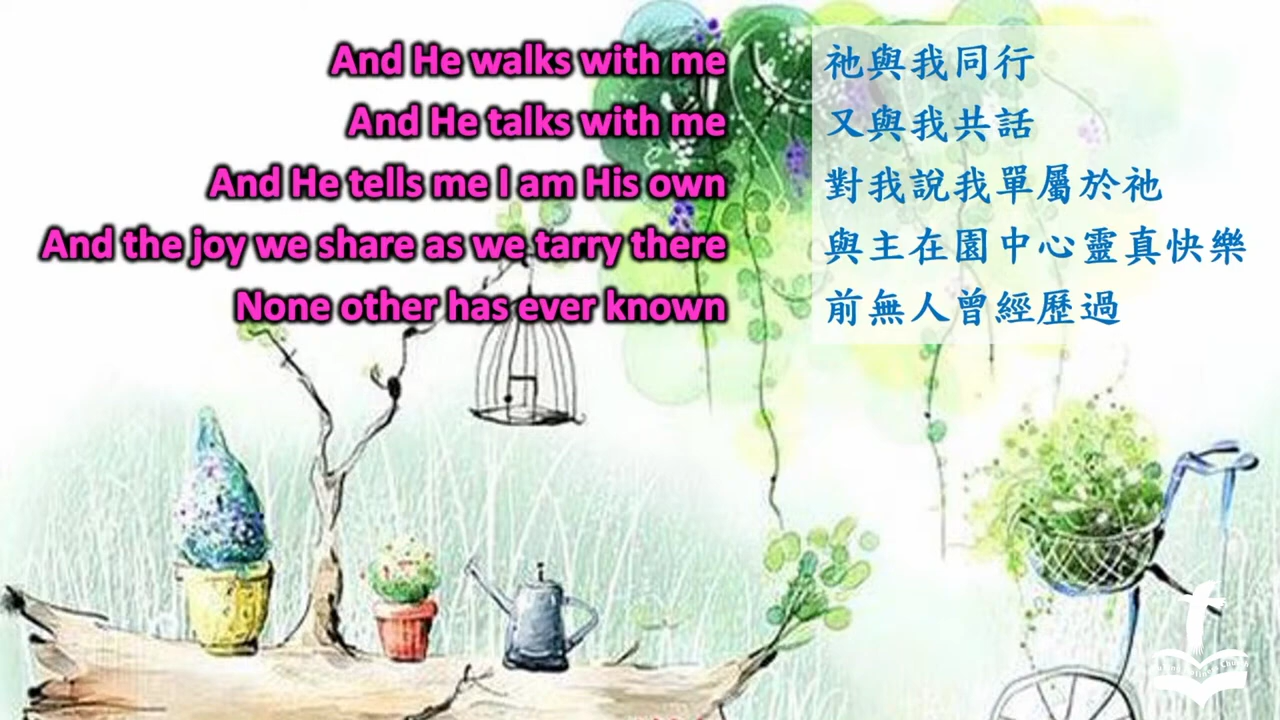 And He walks with me
祂與我同行
And He talks with me
又與我共話
And He tells me I am His own
對我說我單屬於祂
And the joy we share as we tarry there
與主在園中心靈真快樂
None other has ever known
前無人曾經歷過